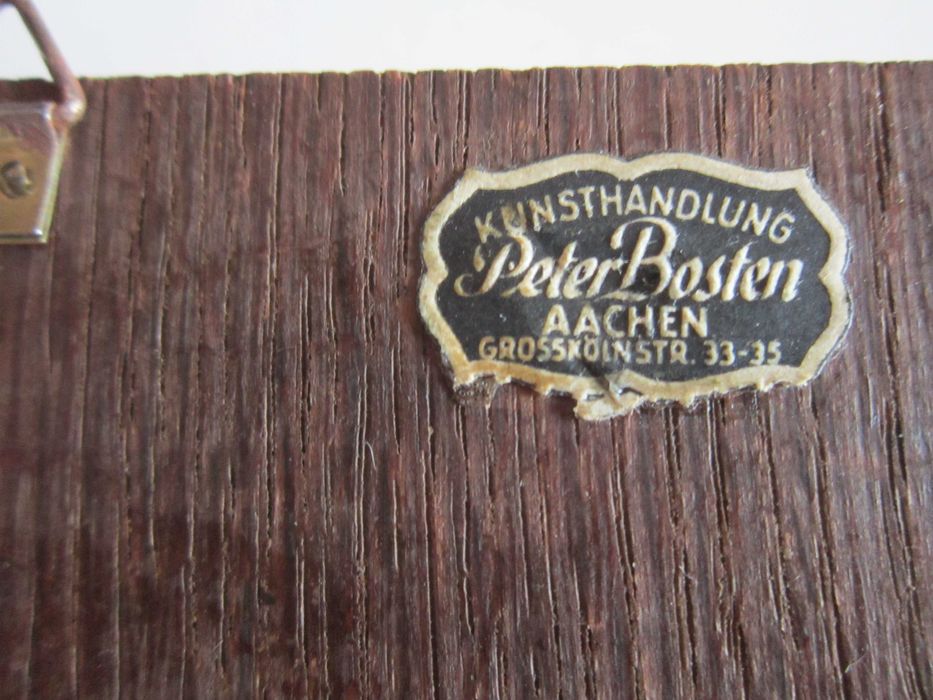 KUNSTHANDLUNG
Peter Bosten
AACHEN
GROSSKÖLNSTR. 33-35